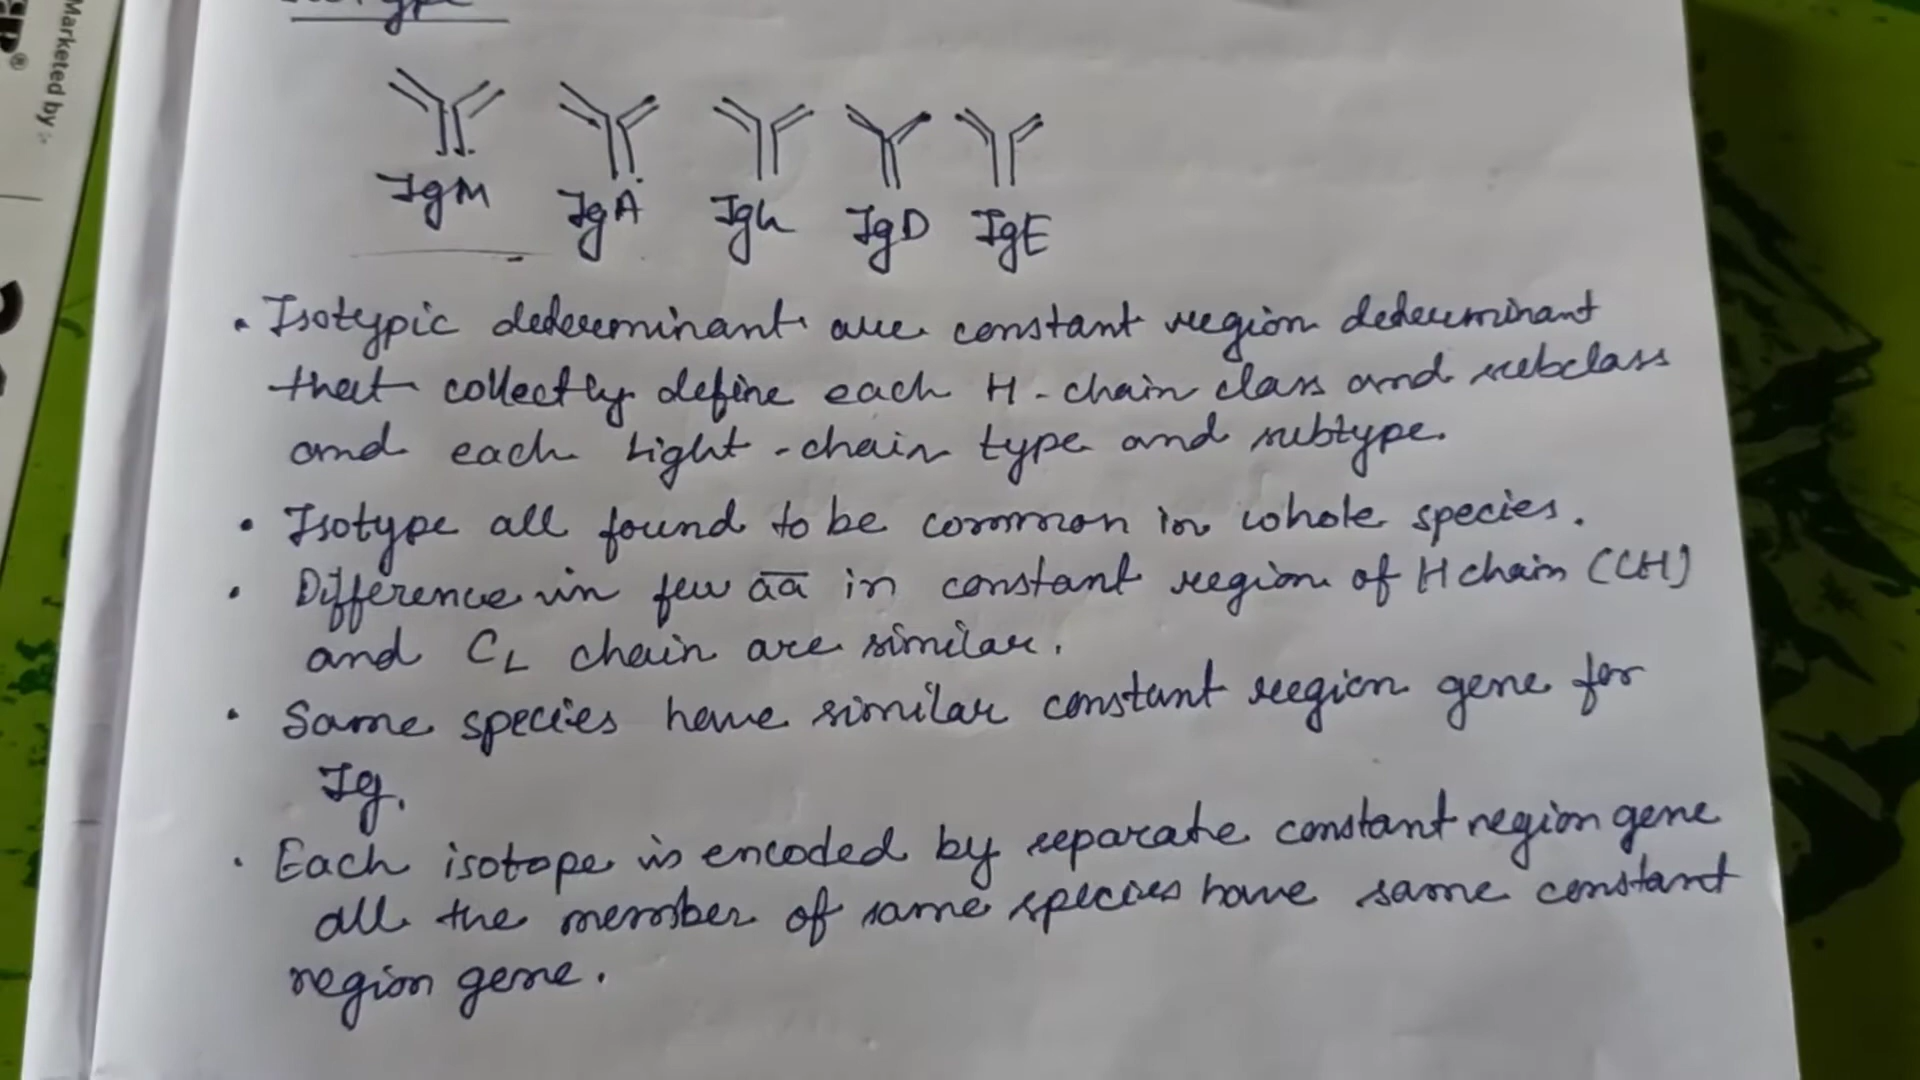 Marketed by
IgM IgA IgG IgD IgE
• Isotypic determinant are constant region determinant
that collectly define each H-chain class and subclass
and each light-chain type and subtype.
• Isotype all found to be common in whole species.
• Difference in few aa in constant region of H chain (CH)
and CL chain are similar.
• Same species have similar constant region gene for
Ig.
• Each isotope is encoded by separate constant region gene
all the member of same species have same constant
region gene.